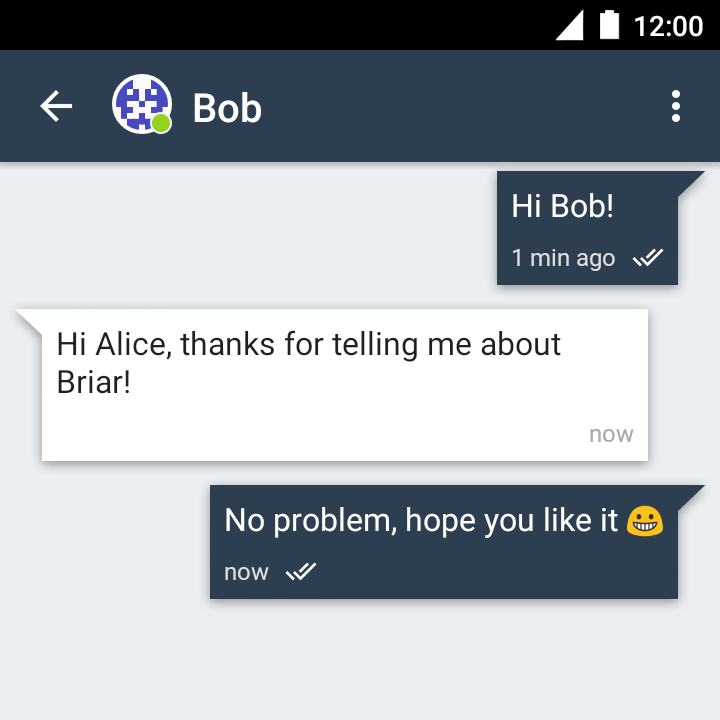 12:00
Bob
Hi Bob!
1 min ago
Hi Alice, thanks for telling me about
Briar!
now
No problem, hope you like it 😀
now